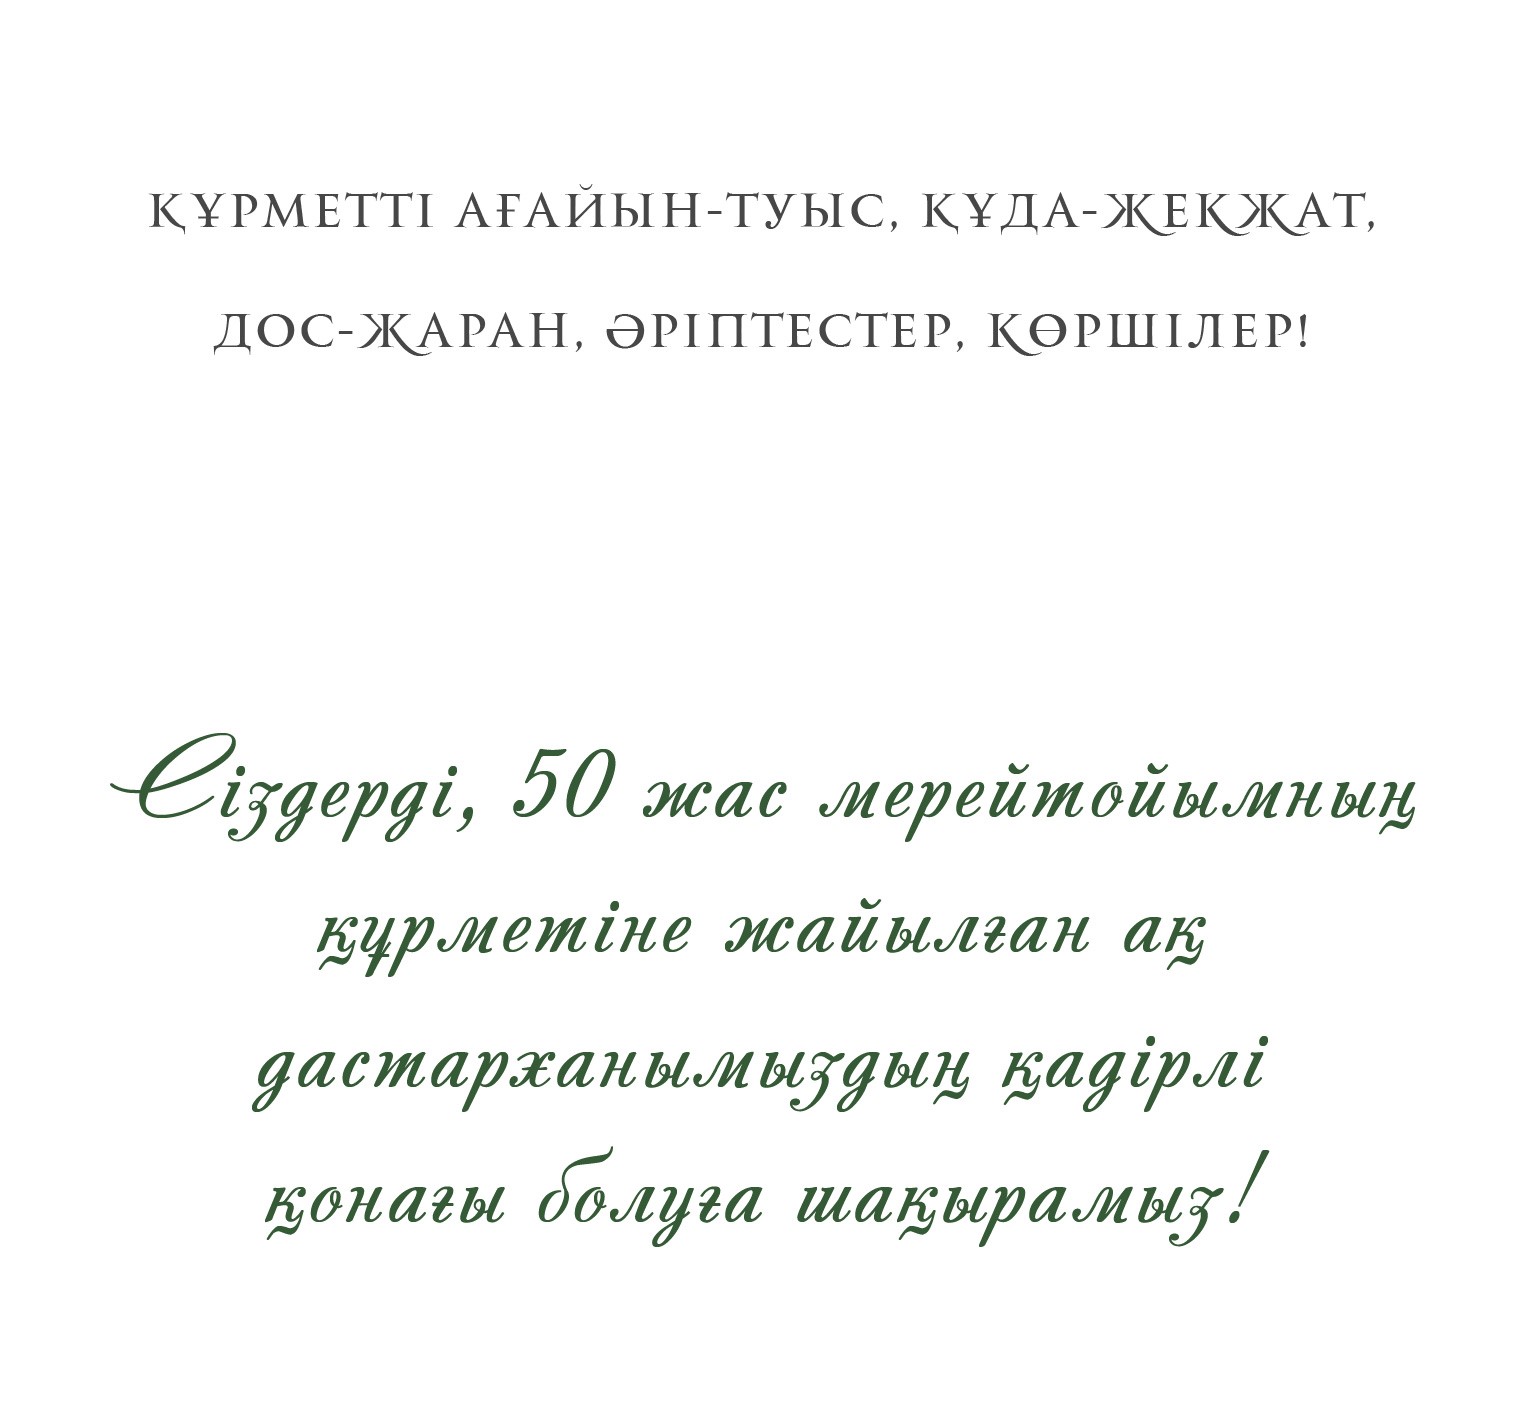 ҚҰРМЕТТІ АҒАЙЫН-ТУЫС, ҚҰДА-ЖЕКЖАТ,
ДОС-ЖАРАН, ӘРІПТЕСТЕР, КӨРШІЛЕР!
Сіздерді, 50 жас мерейтойымның
құрметіне жайылған ақ
дастарханымыздың қадірлі
қонағы болуға шақырамыз!